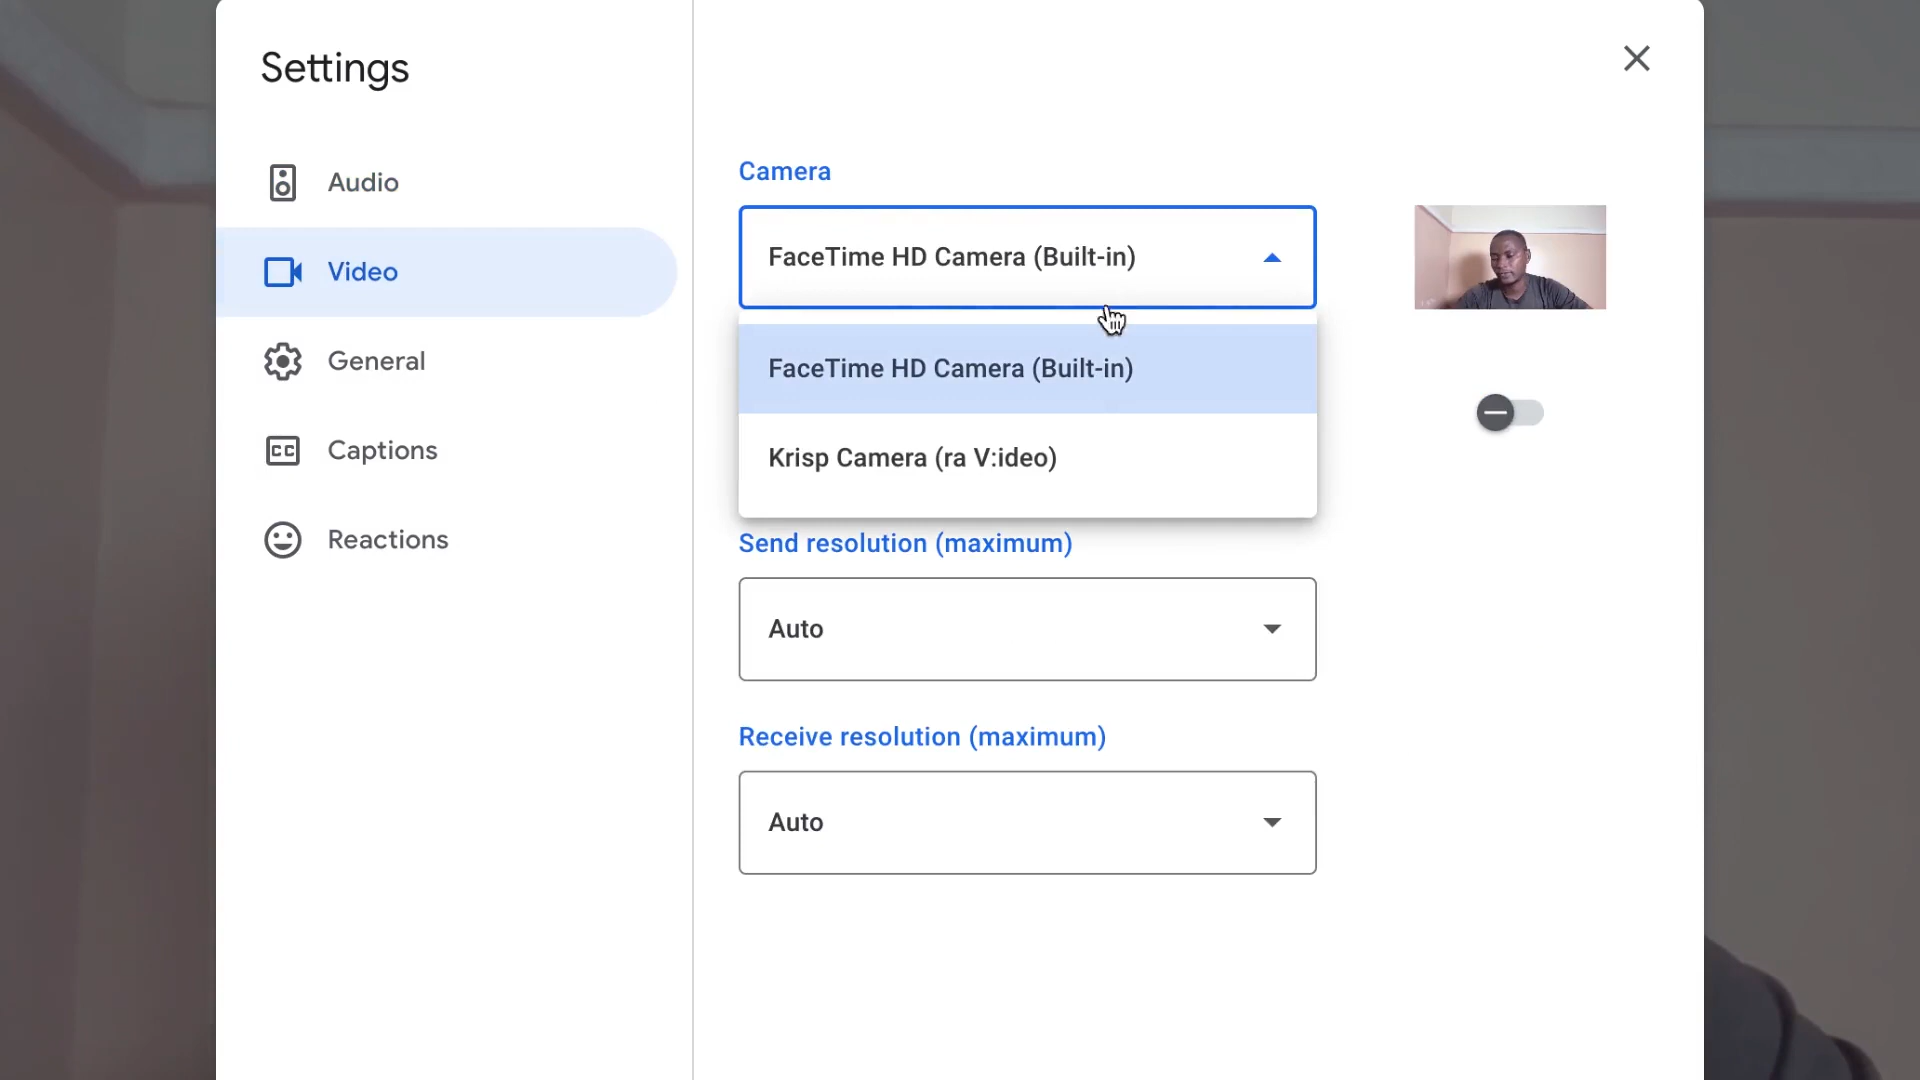 Settings
Audio
Video
General
Captions
Reactions
Camera
FaceTime HD Camera (Built-in)
FaceTime HD Camera (Built-in)
Krisp Camera (ra V:ideo)
Send resolution (maximum)
Auto
Receive resolution (maximum)
Auto